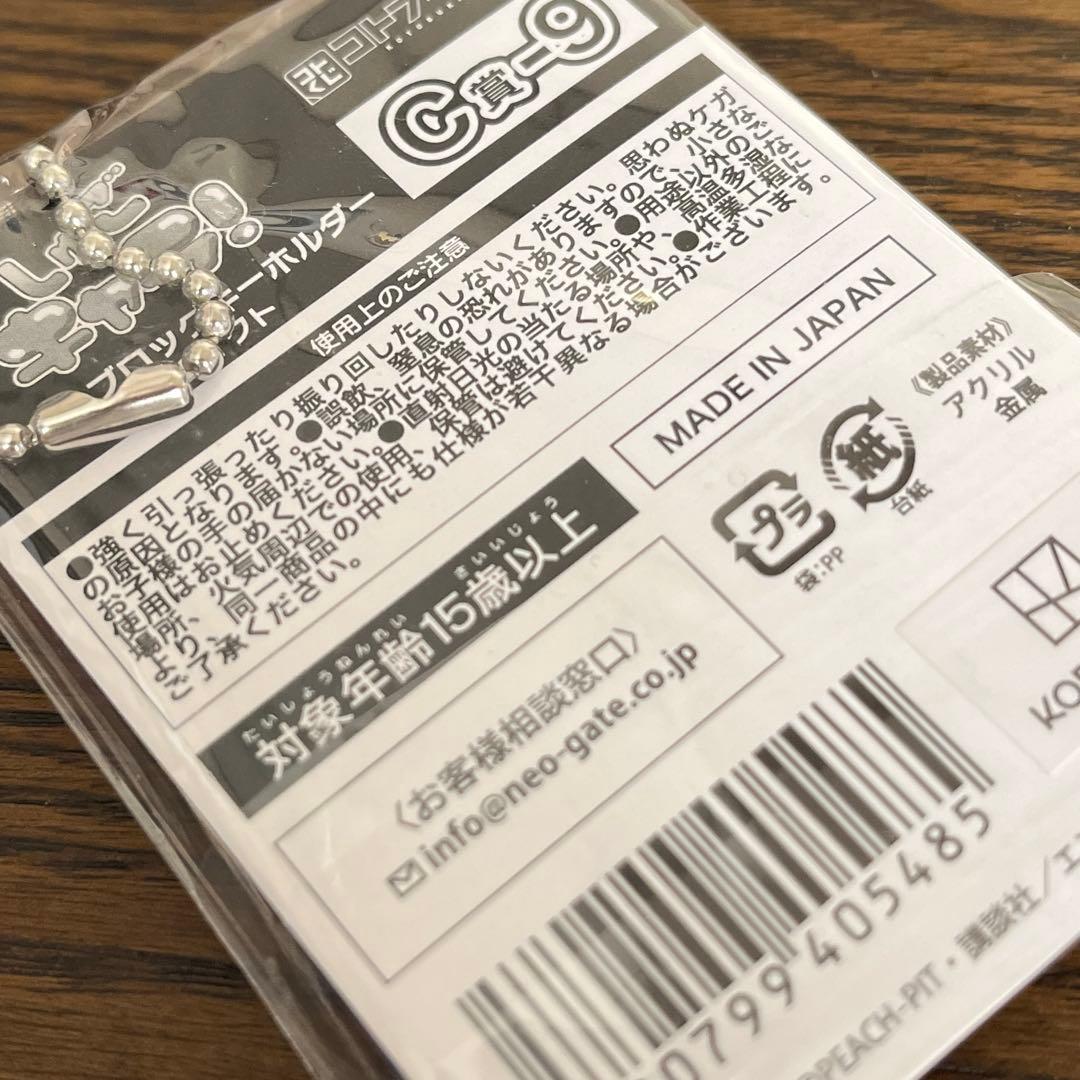 C賞-9
しゅごキャラ!
ブロックキーホルダー
使用上のご注意
●強く引っ張ったり振り回したりしないください。思わぬケガ
の原因となります。●誤飲、窒息の恐れがありますので、小さな
お子様の手の届かない場所に保管してください。●用途以外のご
使用はお止めください。●直射日光の当たる場所や、高温多湿な
場所、火気周辺での使用、保管は避けてください。●作業工程に
より、同一商品の中にも仕様が若干異なる場合がございます。
ご了承ください。
MADE IN JAPAN
《製品素材》
アクリル
金属
プラ
袋:PP
紙
台紙
たいしょうねんれい さいいじょう
対象年齢15歳以上
〈お客様相談窓口〉
info@neo-gate.co.jp
0799405485
PEACH-PIT・講談社/エ